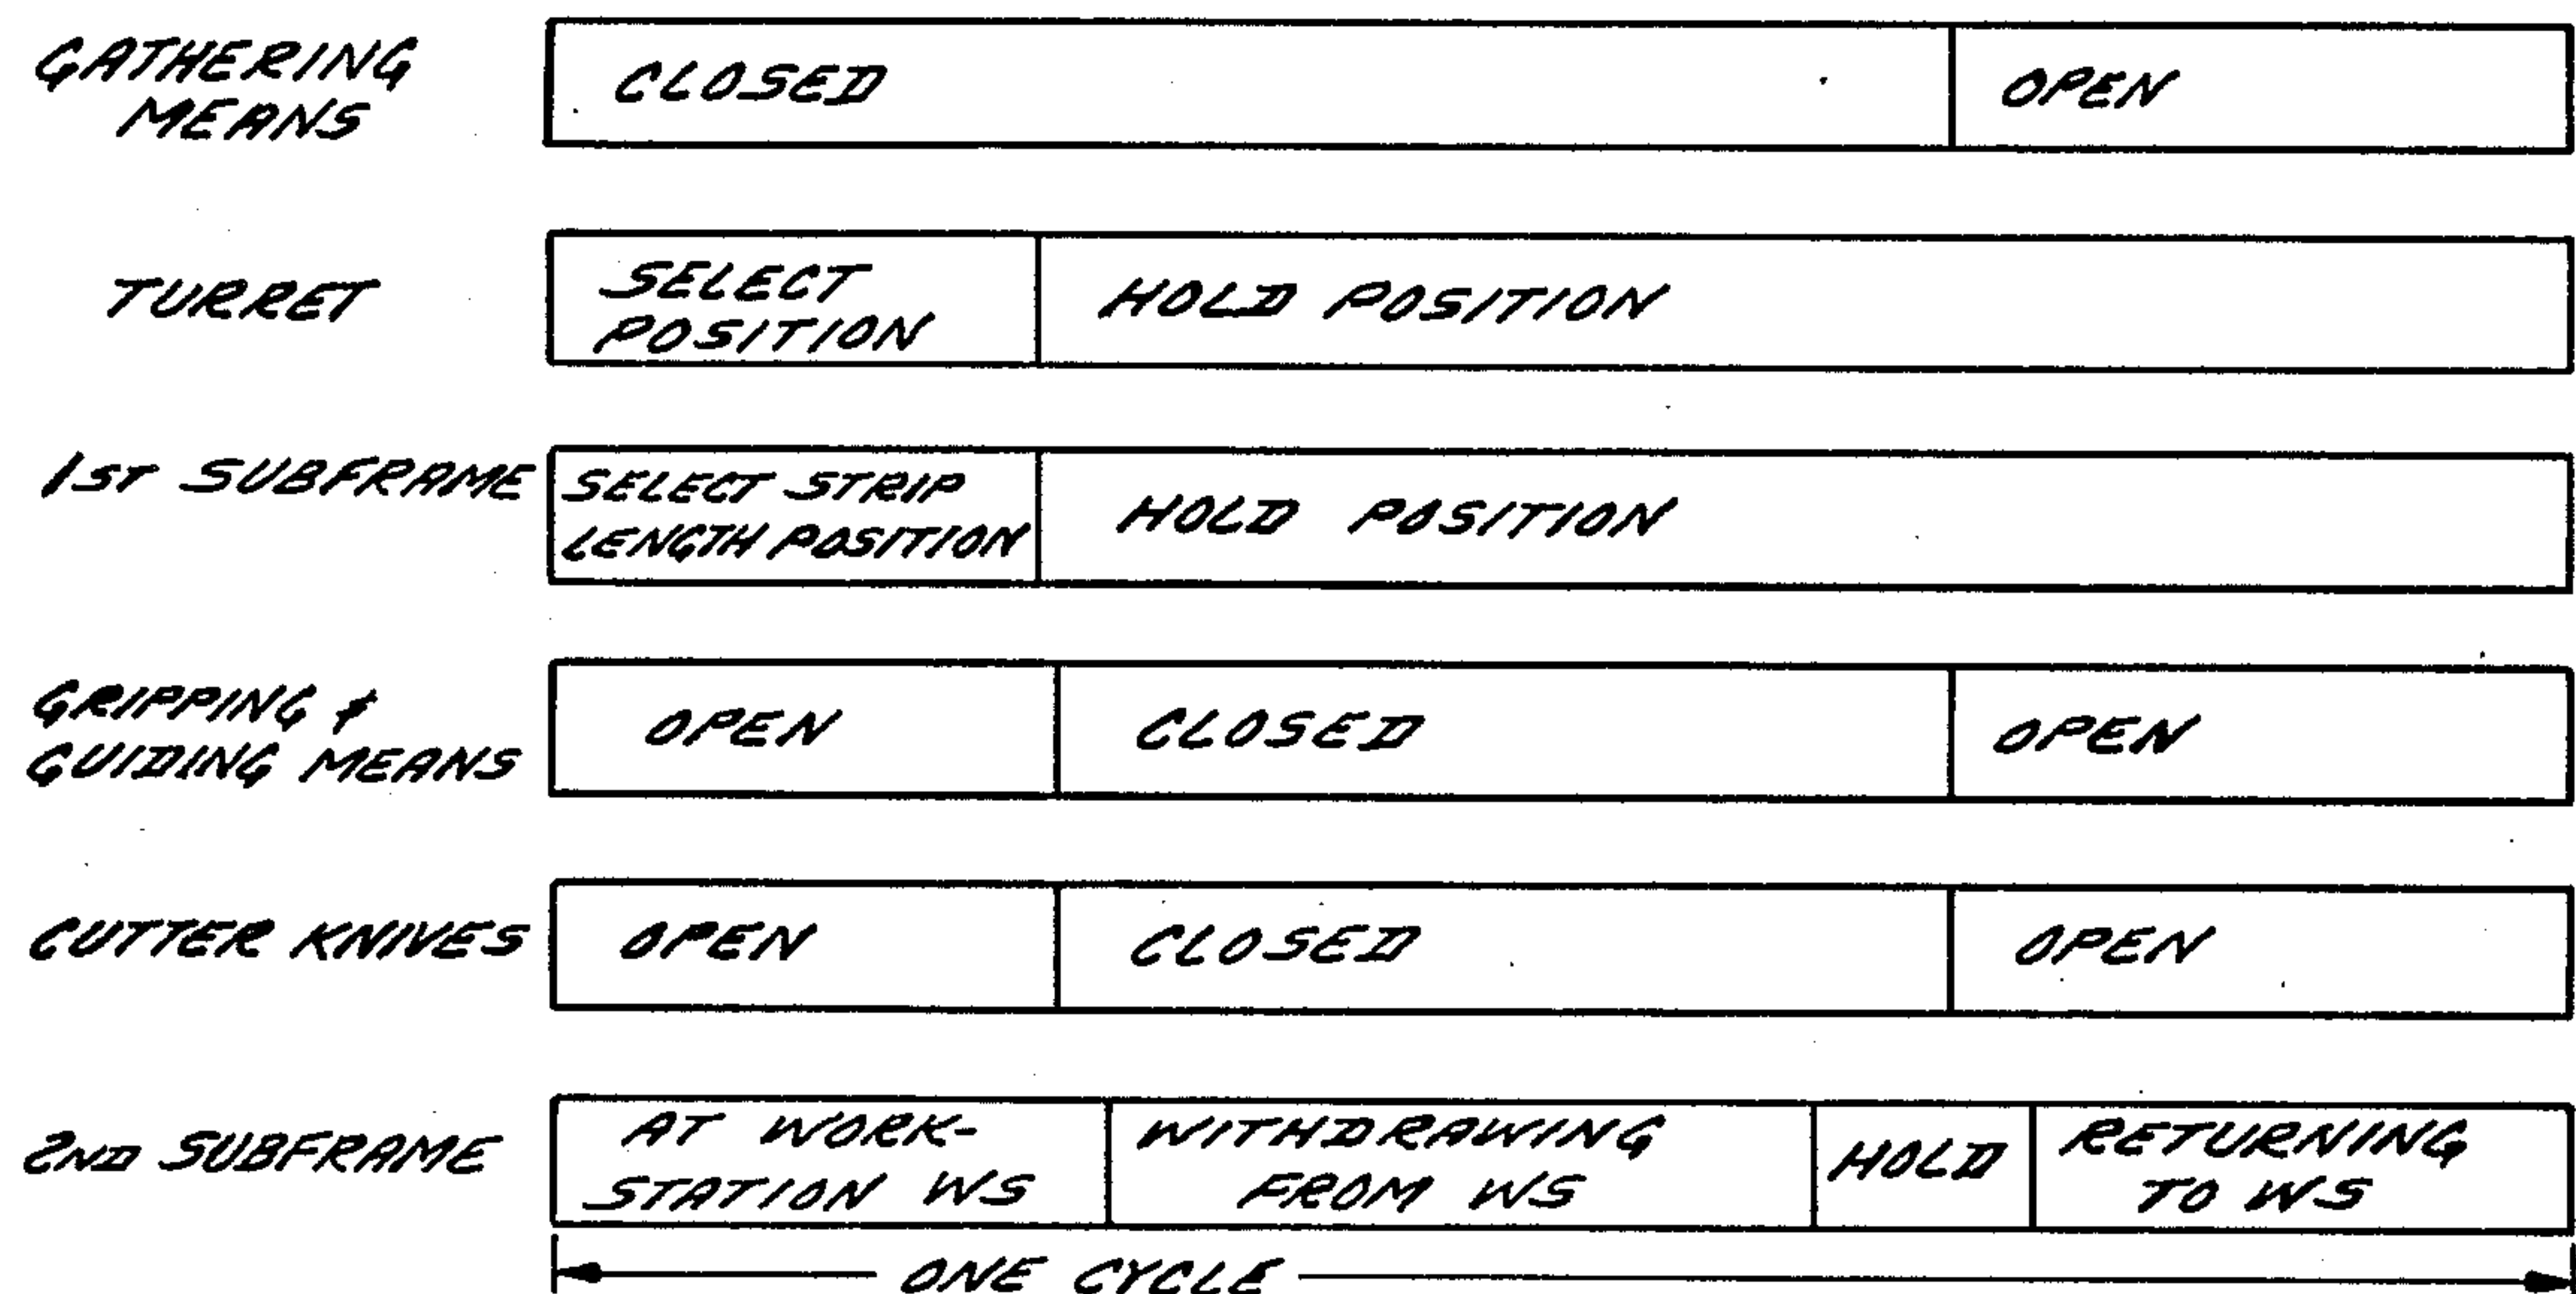 GATHERING
MEANS
CLOSED
OPEN
TURRET
SELECT
POSITION
HOLD POSITION
1ST SUBFRAME
SELECT STRIP
LENGTH POSITION
HOLD POSITION
GRIPPING &
GUIDING MEANS
OPEN
CLOSED
OPEN
CUTTER KNIVES
OPEN
CLOSED
OPEN
2ND SUBFRAME
AT WORK-
STATION WS
WITHDRAWING
FROM WS
HOLD
RETURNING
TO WS
ONE CYCLE